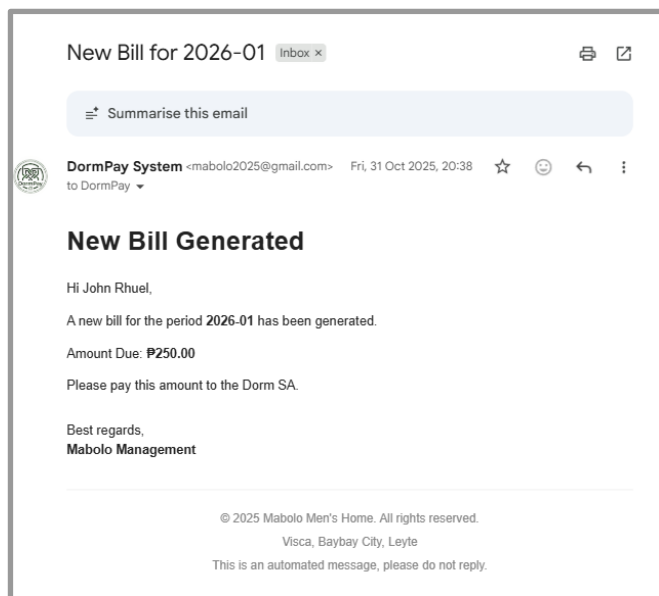 New Bill for 2026-01 Inbox ×
Summarise this email
DormPay System <mabolo2025@gmail.com> Fri, 31 Oct 2025, 20:38
to DormPay
New Bill Generated
Hi John Rhuel,
A new bill for the period 2026-01 has been generated.
Amount Due: ₱250.00
Please pay this amount to the Dorm SA.
Best regards,
Mabolo Management
© 2025 Mabolo Men's Home. All rights reserved.
Visca, Baybay City, Leyte
This is an automated message, please do not reply.